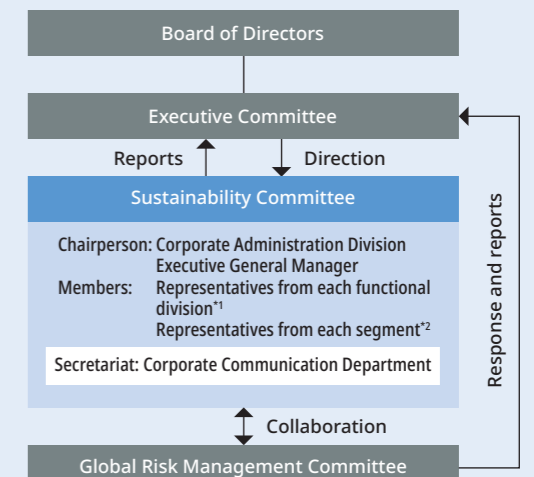 Board of Directors
Executive Committee
Reports
Direction
Sustainability Committee
Chairperson: Corporate Administration Division
Executive General Manager
Members: Representatives from each functional
division*1
Representatives from each segment*2
Secretariat: Corporate Communication Department
Response and reports
Collaboration
Global Risk Management Committee